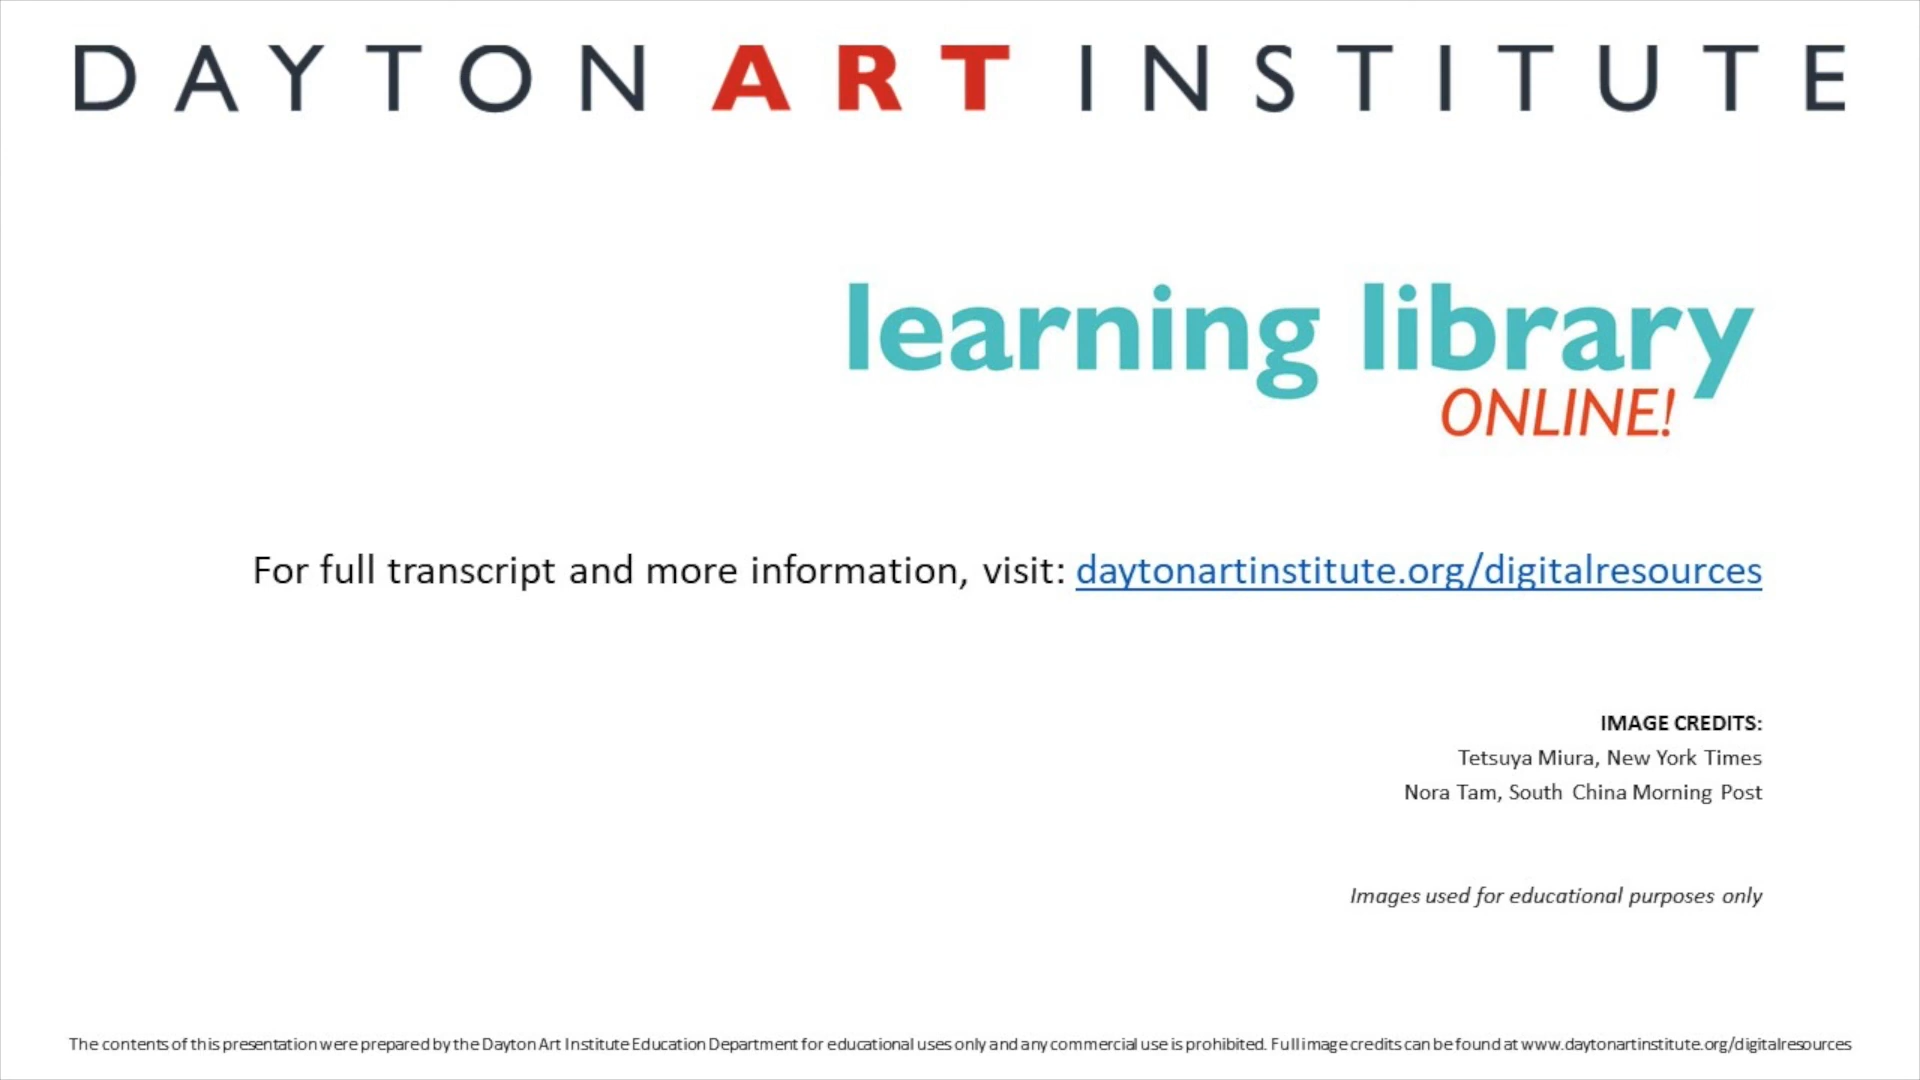 DAYTON ART INSTITUTE
learning library
ONLINE!
For full transcript and more information, visit: daytonartinstitute.org/digitalresources
IMAGE CREDITS:
Tetsuya Miura, New York Times
Nora Tam, South China Morning Post
Images used for educational purposes only
The contents of this presentation were prepared by the Dayton Art Institute Education Department for educational uses only and any commercial use is prohibited. Full image credits can be found at www.daytonartinstitute.org/digitalresources